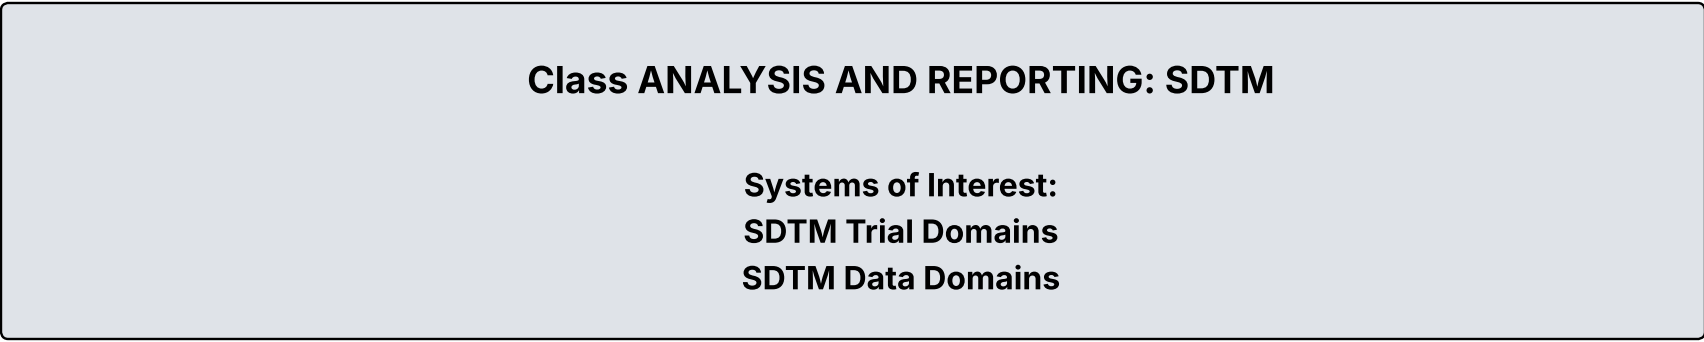 Class ANALYSIS AND REPORTING: SDTM
Systems of Interest:
SDTM Trial Domains
SDTM Data Domains